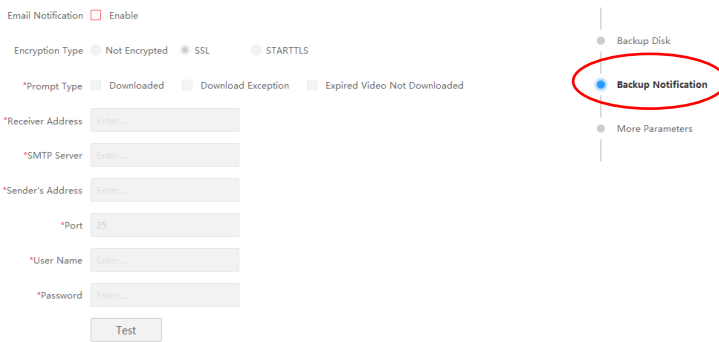 Email Notification Enable
Encryption Type Not Encrypted SSL STARTTLS
*Prompt Type Downloaded Download Exception Expired Video Not Downloaded
*Receiver Address Enter...
*SMTP Server Enter...
*Sender's Address Enter...
*Port 25
*User Name Enter...
*Password Enter...
Test
Backup Disk
Backup Notification
More Parameters